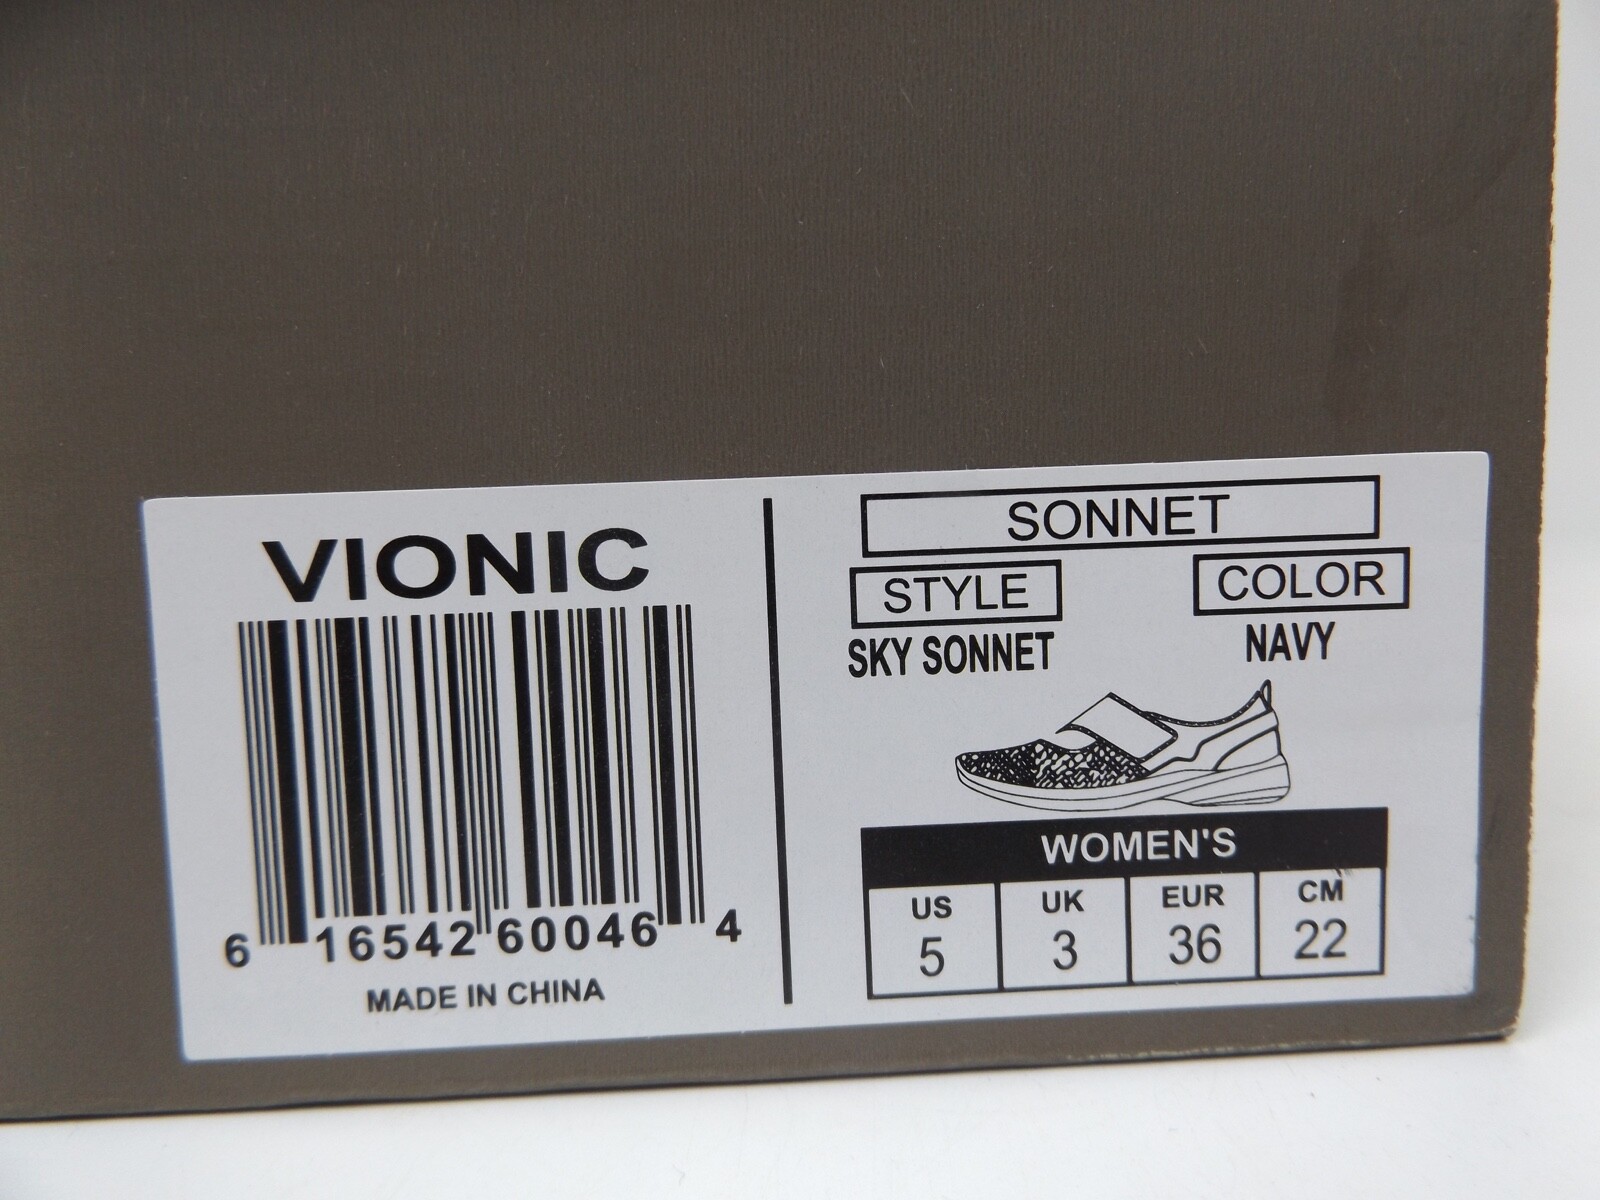 VIONIC
6 16542 60046 4
MADE IN CHINA
SONNET
STYLE COLOR
SKY SONNET NAVY
WOMEN'S
US UK EUR CM
5 3 36 22